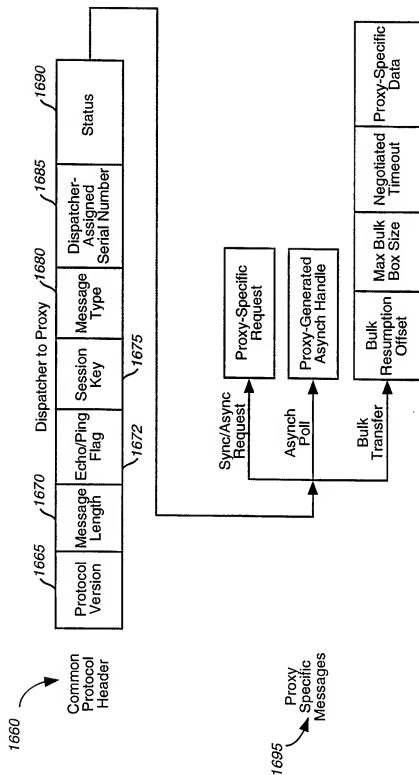 1660
Common
Protocol
Header
Dispatcher to Proxy
1665
Protocol
Version
1670
Message
Length
Echo/Ping
Flag
1672
Session
Key
1675
1680
Message
Type
1685
Dispatcher-
Assigned
Serial Number
1690
Status
1695
Proxy
Specific
Messages
Sync/Async
Request
Proxy-Specific
Request
Asynch
Poll
Proxy-Generated
Asynch Handle
Bulk
Transfer
Bulk
Resumption
Offset
Max Bulk
Box Size
Negotiated
Timeout
Proxy-Specific
Data